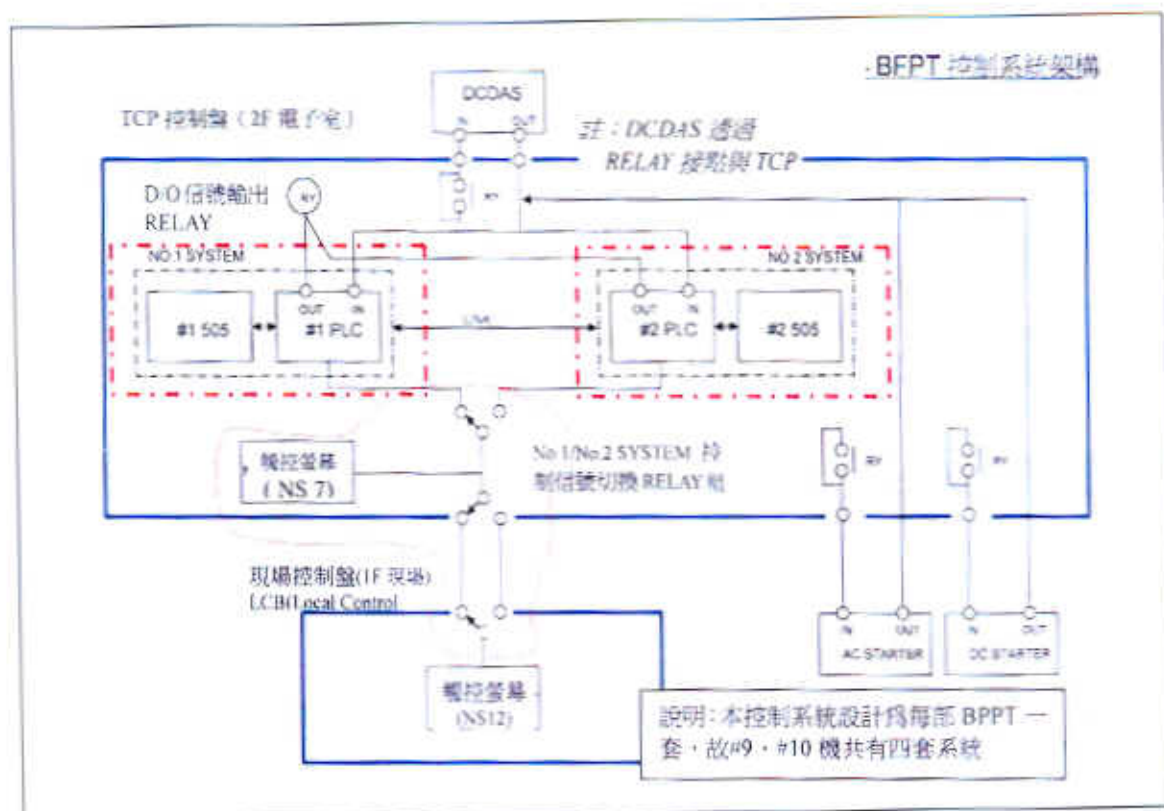 BFPT 控制系統架構
DCDAS
IN OUT
TCP 控制盤（2F 電子室）
註：DCDAS 透過
RELAY 接點與 TCP
D/O 信號輸出
RELAY
RY
RY
NO.1 SYSTEM
NO.2 SYSTEM
OUT IN
OUT IN
#1 505
#1 PLC
LINK
#2 PLC
#2 505
觸控螢幕
( NS 7)
No.1/No.2 SYSTEM 控
制信號切換 RELAY 組
RY
RY
現場控制盤(1F 現場)
LCB(Local Control
IN OUT
AC STARTER
IN OUT
DC STARTER
觸控螢幕
(NS12)
說明：本控制系統設計為每部 BPPT 一
套，故#9、#10 機共有四套系統